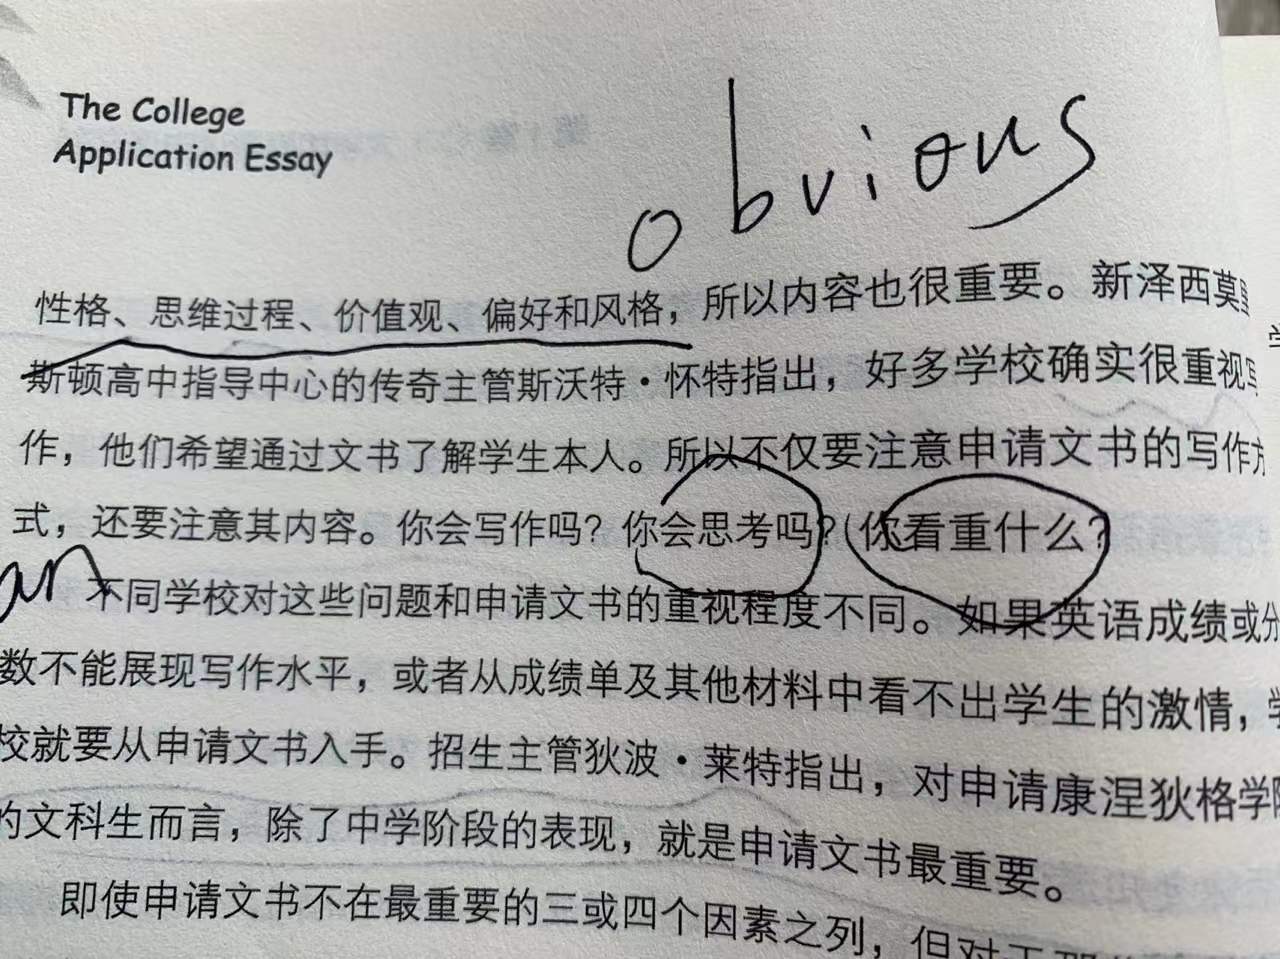 The College
Application Essay
obvious
性格、思维过程、价值观、偏好和风格，所以内容也很重要。新泽西莫里
斯顿高中指导中心的传奇主管斯沃特·怀特指出，好多学校确实很重视写
作，他们希望通过文书了解学生本人。所以不仅要注意申请文书的写作方
式，还要注意其内容。你会写作吗？你会思考吗？你看重什么？
an
不同学校对这些问题和申请文书的重视程度不同。如果英语成绩或分
数不能展现写作水平，或者从成绩单及其他材料中看不出学生的激情，学
校就要从申请文书入手。招生主管狄波·莱特指出，对申请康涅狄格学院
的文科生而言，除了中学阶段的表现，就是申请文书最重要。
即使申请文书不在最重要的三或四个因素之列，但对于那